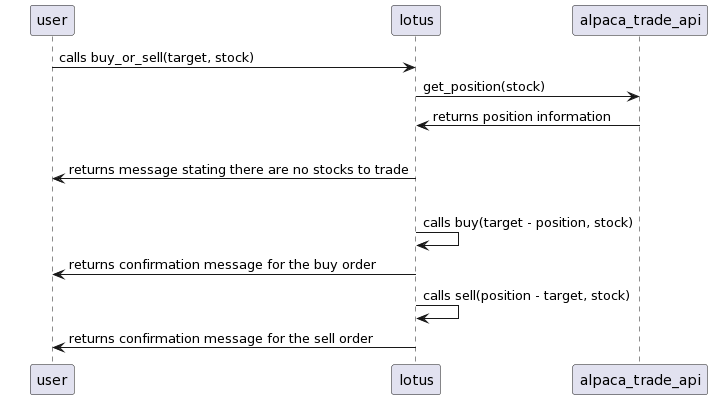 user lotus alpaca_trade_api
calls buy_or_sell(target, stock)
get_position(stock)
returns position information
returns message stating there are no stocks to trade
calls buy(target - position, stock)
returns confirmation message for the buy order
calls sell(position - target, stock)
returns confirmation message for the sell order
user lotus alpaca_trade_api